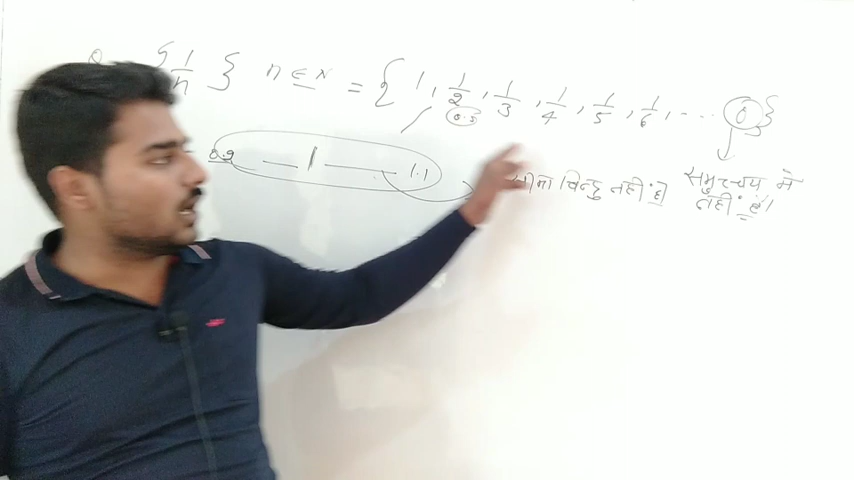 { 1/n } n ∈ N = { 1, 1/2, 1/3, 1/4, 1/5, 1/6, ... 0 }
0.5
0.9 — 1 — 1.1
बिन्दु नहीं है
समुच्चय में
नहीं है।